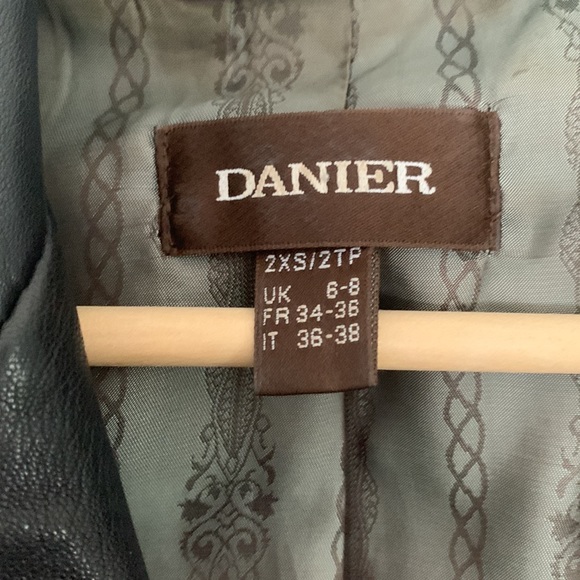 DANIER
2XS/2TP
UK 6-8
FR 34-36
IT 36-38